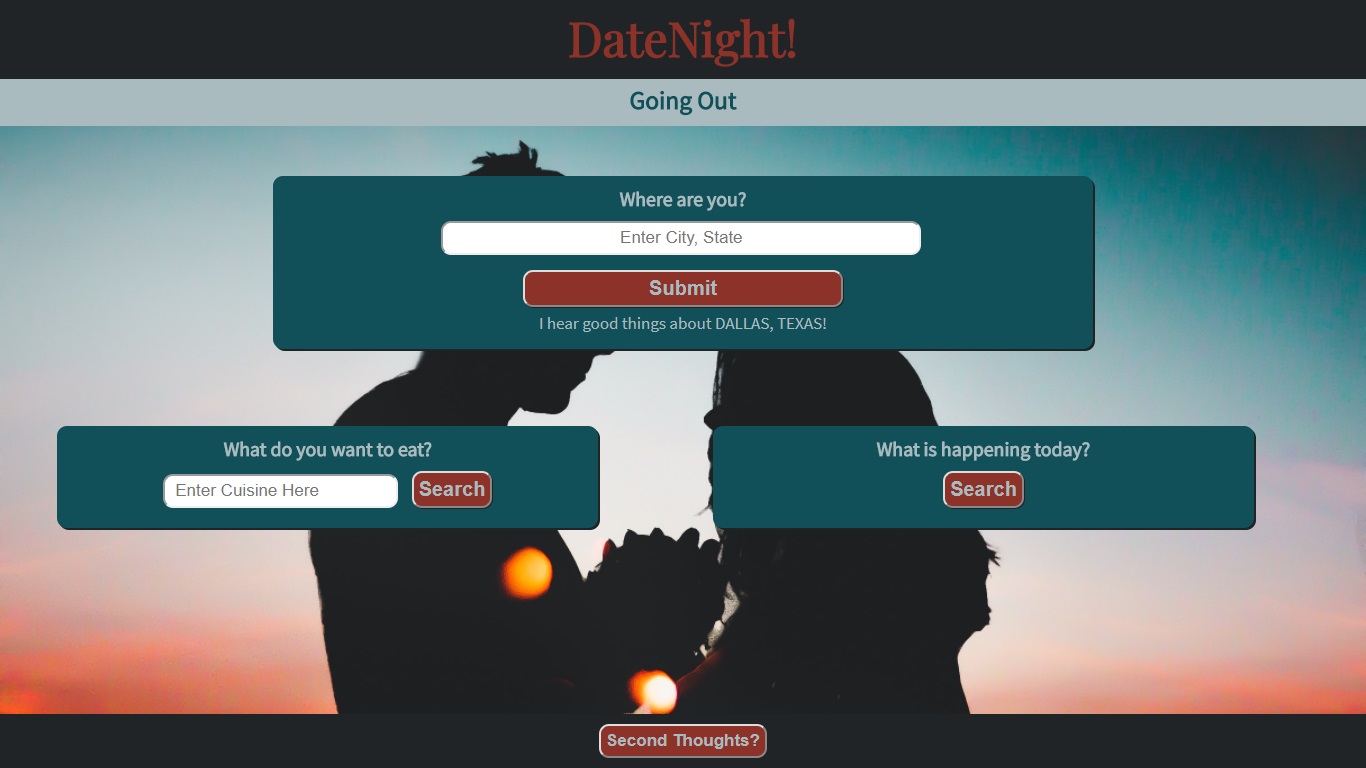 DateNight!
Going Out
Where are you?
Enter City, State
Submit
I hear good things about DALLAS, TEXAS!
What do you want to eat?
Enter Cuisine Here
Search
What is happening today?
Search
Second Thoughts?